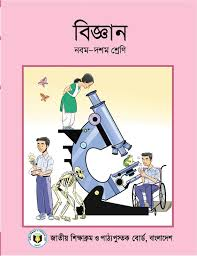 বিজ্ঞান
নবম-দশম শ্রেণি
জাতীয় শিক্ষাক্রম ও পাঠ্যপুস্তক বোর্ড, বাংলাদেশ